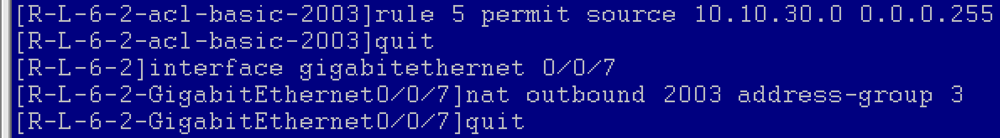 [R-L-6-2-acl-basic-2003]rule 5 permit source 10.10.30.0 0.0.0.255
[R-L-6-2-acl-basic-2003]quit
[R-L-6-2]interface gigabitethernet 0/0/7
[R-L-6-2-GigabitEthernet0/0/7]nat outbound 2003 address-group 3
[R-L-6-2-GigabitEthernet0/0/7]quit